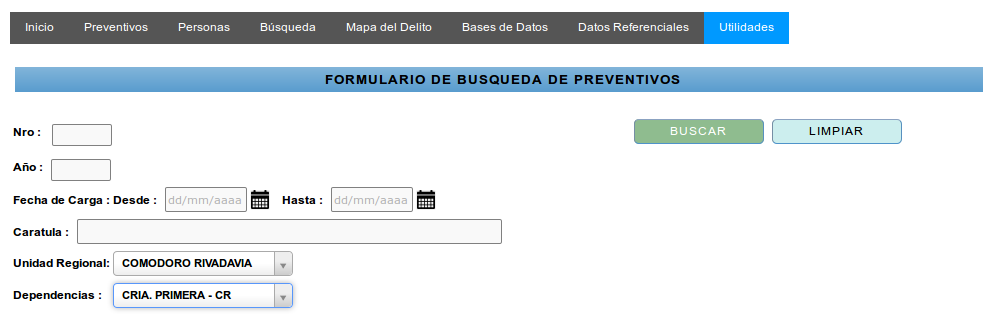 Inicio Preventivos Personas Búsqueda Mapa del Delito Bases de Datos Datos Referenciales Utilidades
FORMULARIO DE BUSQUEDA DE PREVENTIVOS
Nro : BUSCAR LIMPIAR
Año :
Fecha de Carga : Desde : dd/mm/aaaa Hasta : dd/mm/aaaa
Caratula :
Unidad Regional: COMODORO RIVADAVIA
Dependencias : CRIA. PRIMERA - CR